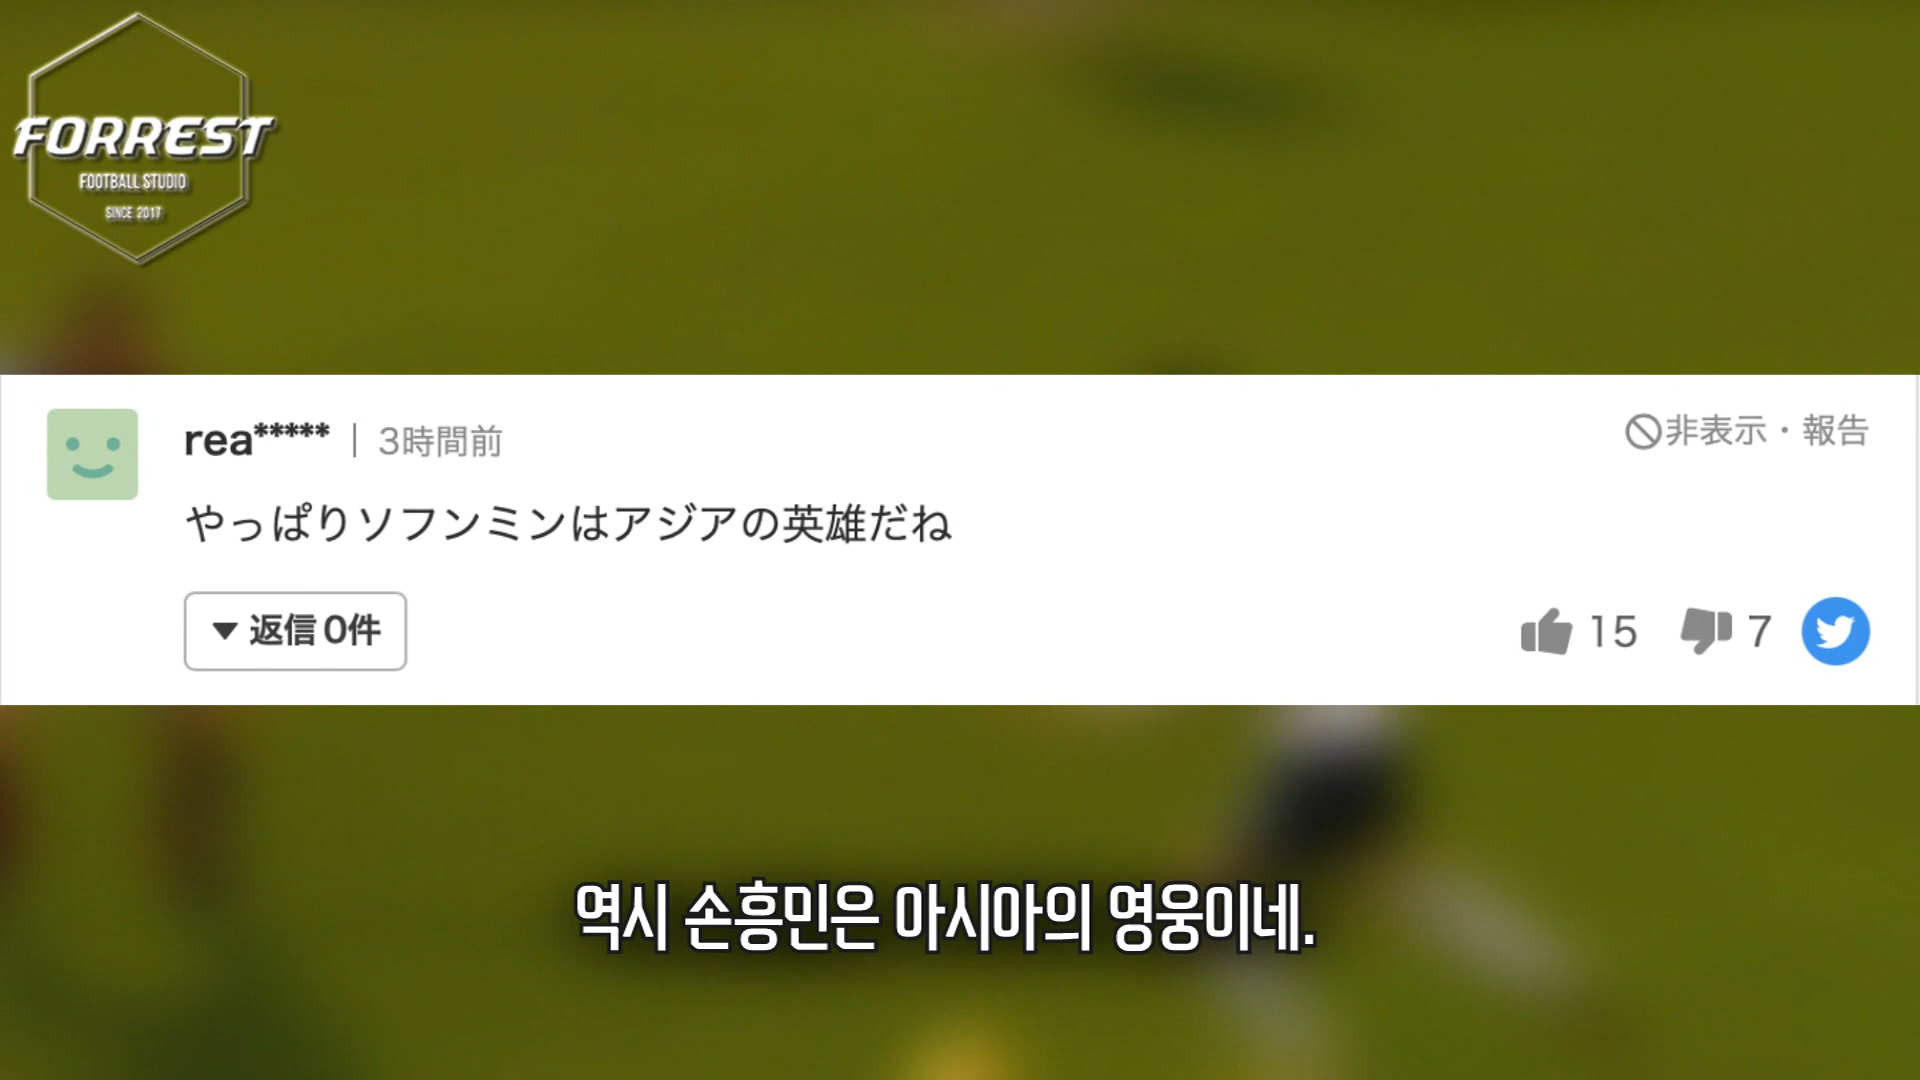 FORREST
FOOTBALL STUDIO
SINCE 2017
rea***** | 3時間前
非表示・報告
やっぱりソフンミンはアジアの英雄だね
返信0件
15
7
역시 손흥민은 아시아의 영웅이네.